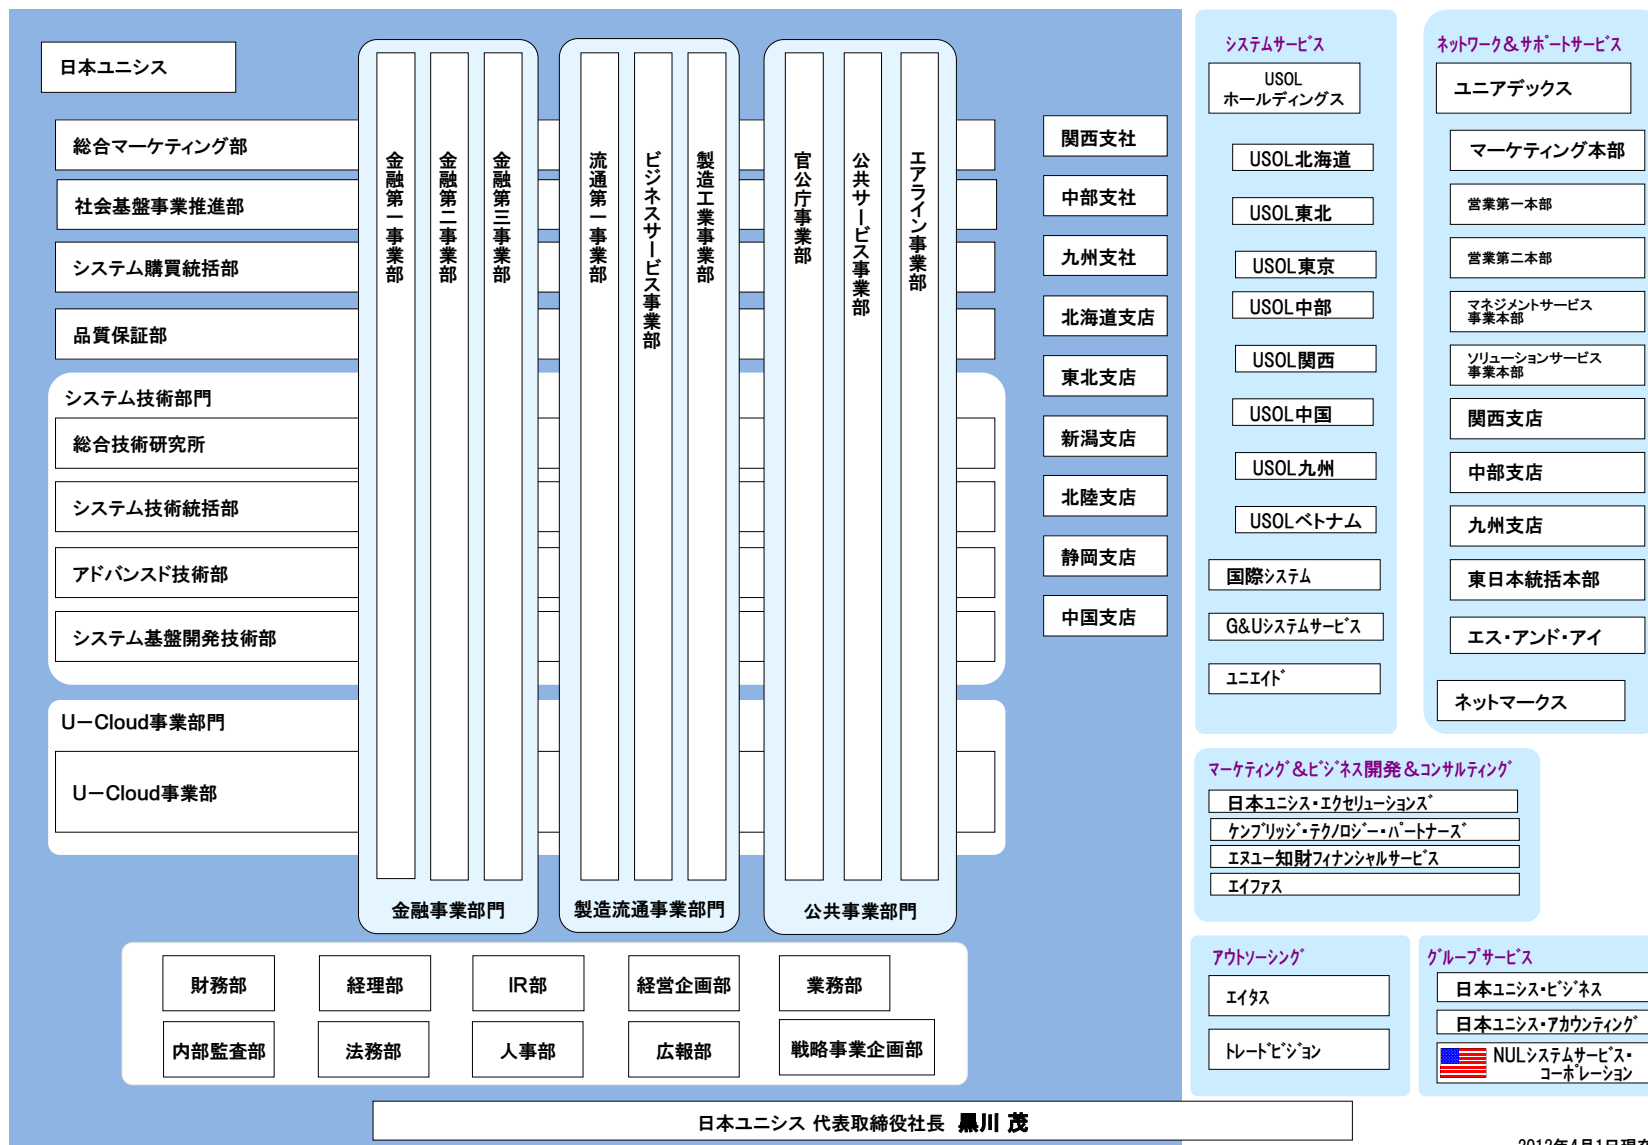 日本ユニシス
総合マーケティング部
社会基盤事業推進部
システム購買統括部
品質保証部
システム技術部門
総合技術研究所
システム技術統括部
アドバンスド技術部
システム基盤開発技術部
U－Cloud事業部門
U－Cloud事業部
金融第一事業部
金融第二事業部
金融第三事業部
金融事業部門
流通第一事業部
ビジネスサービス事業部
製造工業事業部
製造流通事業部門
官公庁事業部
公共サービス事業部
エアライン事業部
公共事業部門
関西支社
中部支社
九州支社
北海道支店
東北支店
新潟支店
北陸支店
静岡支店
中国支店
財務部
経理部
IR部
経営企画部
業務部
内部監査部
法務部
人事部
広報部
戦略事業企画部
ｼｽﾃﾑｻｰﾋﾞｽ
USOL
ホールディングス
USOL北海道
USOL東北
USOL東京
USOL中部
USOL関西
USOL中国
USOL九州
USOLベトナム
国際ｼｽﾃﾑ
G&Uｼｽﾃﾑｻｰﾋﾞｽ
ﾕﾆｴｲﾄﾞ
ﾈｯﾄﾜｰｸ＆ｻﾎﾟｰﾄｻｰﾋﾞｽ
ユニアデックス
マーケティング本部
営業第一本部
営業第二本部
マネジメントサービス
事業本部
ソリューションサービス
事業本部
関西支店
中部支店
九州支店
東日本統括本部
エス・アンド・アイ
ネットマークス
ﾏｰｹﾃｨﾝｸﾞ＆ﾋﾞｼﾞﾈｽ開発＆ｺﾝｻﾙﾃｨﾝｸﾞ
日本ﾕﾆｼｽ・ｴｸｾﾘｭｰｼｮﾝｽﾞ
ｹﾝﾌﾞﾘｯｼﾞ・ﾃｸﾉﾛｼﾞｰ・ﾊﾟｰﾄﾅｰｽﾞ
ｴﾇﾕｰ知財ﾌｨﾅﾝｼｬﾙｻｰﾋﾞｽ
ｴｲﾌｧｽ
ｱｳﾄｿｰｼﾝｸﾞ
ｴｲﾀｽ
ﾄﾚｰﾄﾞﾋﾞｼﾞｮﾝ
ｸﾞﾙｰﾌﾟｻｰﾋﾞｽ
日本ﾕﾆｼｽ・ﾋﾞｼﾞﾈｽ
日本ﾕﾆｼｽ・ｱｶｳﾝﾃｨﾝｸﾞ
NULｼｽﾃﾑｻｰﾋﾞｽ・
ｺｰﾎﾟﾚｰｼｮﾝ
日本ユニシス 代表取締役社長 黒川 茂
2012年4月1日現在